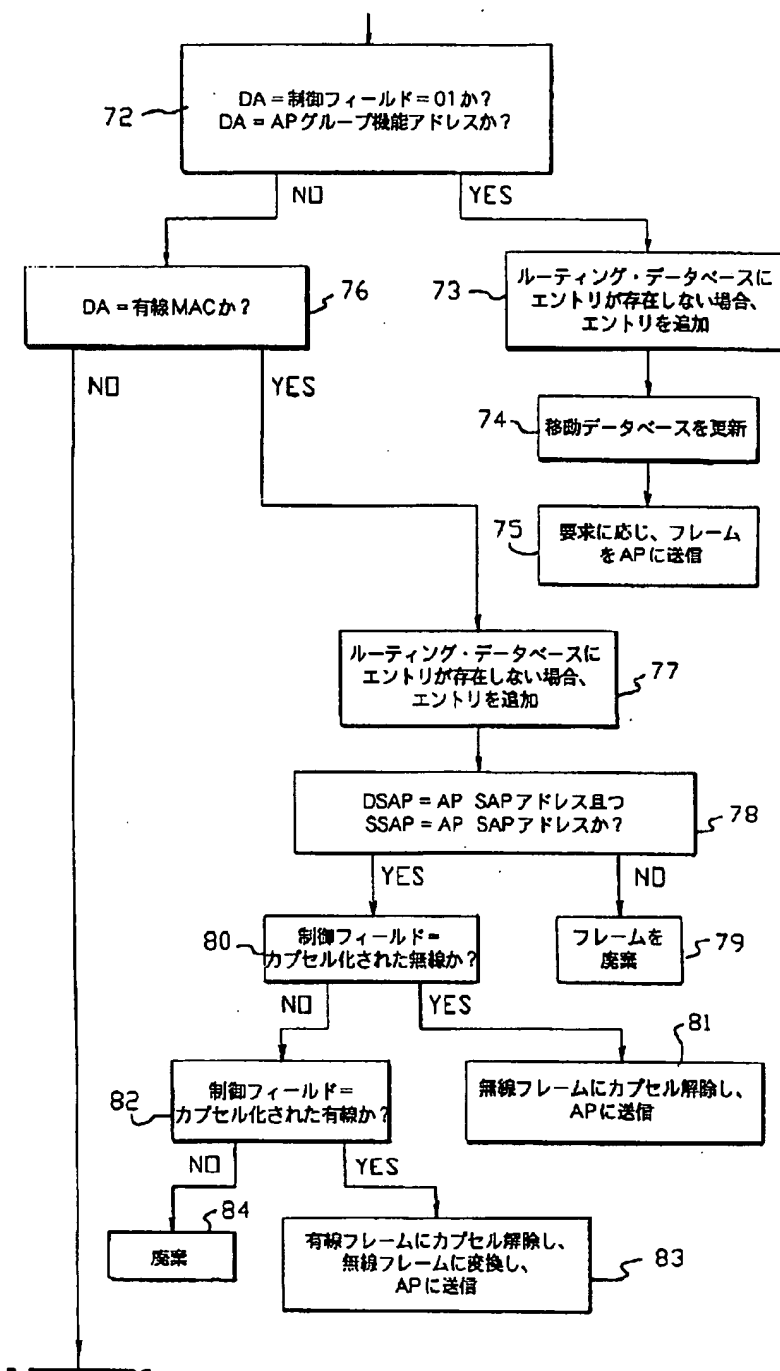 72
DA=制御フィールド=01か?
DA=APグループ機能アドレスか?
NO
YES
DA=有線MACか?
76
73
ルーティング・データベースに
エントリが存在しない場合、
エントリを追加
NO
YES
74
移動データベースを更新
75
要求に応じ、フレーム
をAPに送信
ルーティング・データベースに
エントリが存在しない場合、
エントリを追加
77
DSAP=AP SAPアドレス且つ
SSAP=AP SAPアドレスか?
78
YES
NO
80
制御フィールド=
カプセル化された無線か?
フレームを
廃棄
79
NO
YES
81
82
制御フィールド=
カプセル化された有線か?
無線フレームにカプセル解除し、
APに送信
NO
YES
84
廃棄
有線フレームにカプセル解除し、
無線フレームに変換し、
APに送信
83